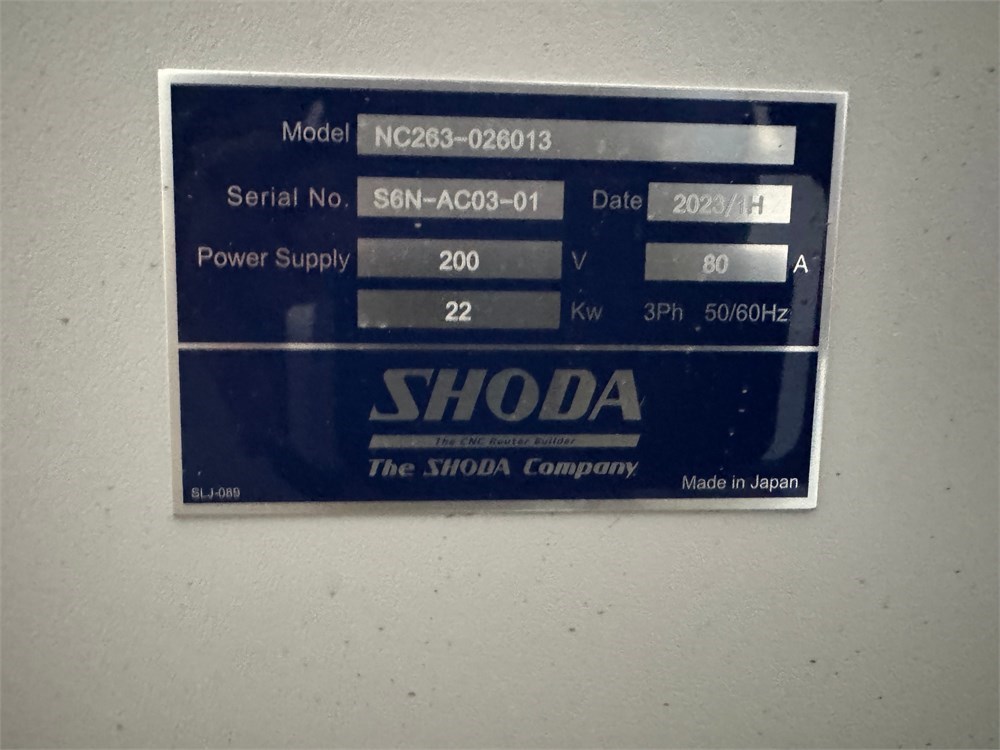 Model NC263-026013
Serial No. S6N-AC03-01 Date 2023/1H
Power Supply 200 V 80 A
22 Kw 3Ph 50/60Hz
SHODA
The CNC Router Builder
The SHODA Company
Made in Japan
SLJ-089